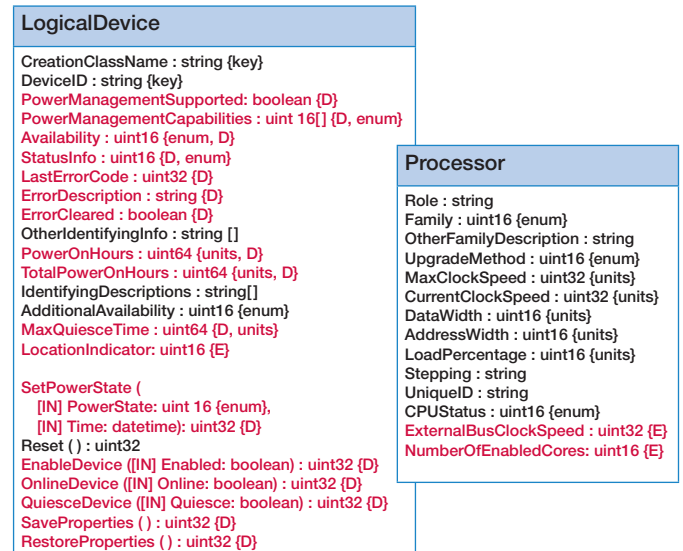 LogicalDevice
CreationClassName : string {key}
DeviceID : string {key}
PowerManagementSupported: boolean {D}
PowerManagementCapabilities : uint 16[] {D, enum}
Availability : uint16 {enum, D}
StatusInfo : uint16 {D, enum}
LastErrorCode : uint32 {D}
ErrorDescription : string {D}
ErrorCleared : boolean {D}
OtherIdentifyingInfo : string []
PowerOnHours : uint64 {units, D}
TotalPowerOnHours : uint64 {units, D}
IdentifyingDescriptions : string[]
AdditionalAvailability : uint16 {enum}
MaxQuiesceTime : uint64 {D, units}
LocationIndicator: uint16 {E}
SetPowerState (
[IN] PowerState: uint 16 {enum},
[IN] Time: datetime): uint32 {D}
Reset ( ) : uint32
EnableDevice ([IN] Enabled: boolean) : uint32 {D}
OnlineDevice ([IN] Online: boolean) : uint32 {D}
QuiesceDevice ([IN] Quiesce: boolean) : uint32 {D}
SaveProperties ( ) : uint32 {D}
RestoreProperties ( ) : uint32 {D}
Processor
Role : string
Family : uint16 {enum}
OtherFamilyDescription : string
UpgradeMethod : uint16 {enum}
MaxClockSpeed : uint32 {units}
CurrentClockSpeed : uint32 {units}
DataWidth : uint16 {units}
AddressWidth : uint16 {units}
LoadPercentage : uint16 {units}
Stepping : string
UniqueID : string
CPUStatus : uint16 {enum}
ExternalBusClockSpeed : uint32 {E}
NumberOfEnabledCores: uint16 {E}